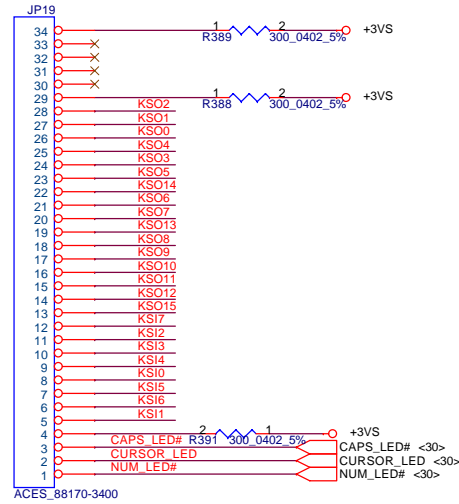 JP19
34 1 2 +3VS
R389 300_0402_5%
33
32
31
30
29 1 2 +3VS
R388 300_0402_5%
28 KSO2
27 KSO1
26 KSO0
25 KSO4
24 KSO3
23 KSO5
22 KSO14
21 KSO6
20 KSO7
19 KSO13
18 KSO8
17 KSO9
16 KSO10
15 KSO11
14 KSO12
13 KSO15
12 KSI7
11 KSI2
10 KSI3
9 KSI4
8 KSI0
7 KSI5
6 KSI6
5 KSI1
4 2 1 +3VS
R391 300_0402_5%
3 CAPS_LED# CAPS_LED# <30>
2 CURSOR_LED CURSOR_LED <30>
1 NUM_LED# NUM_LED# <30>
ACES_88170-3400